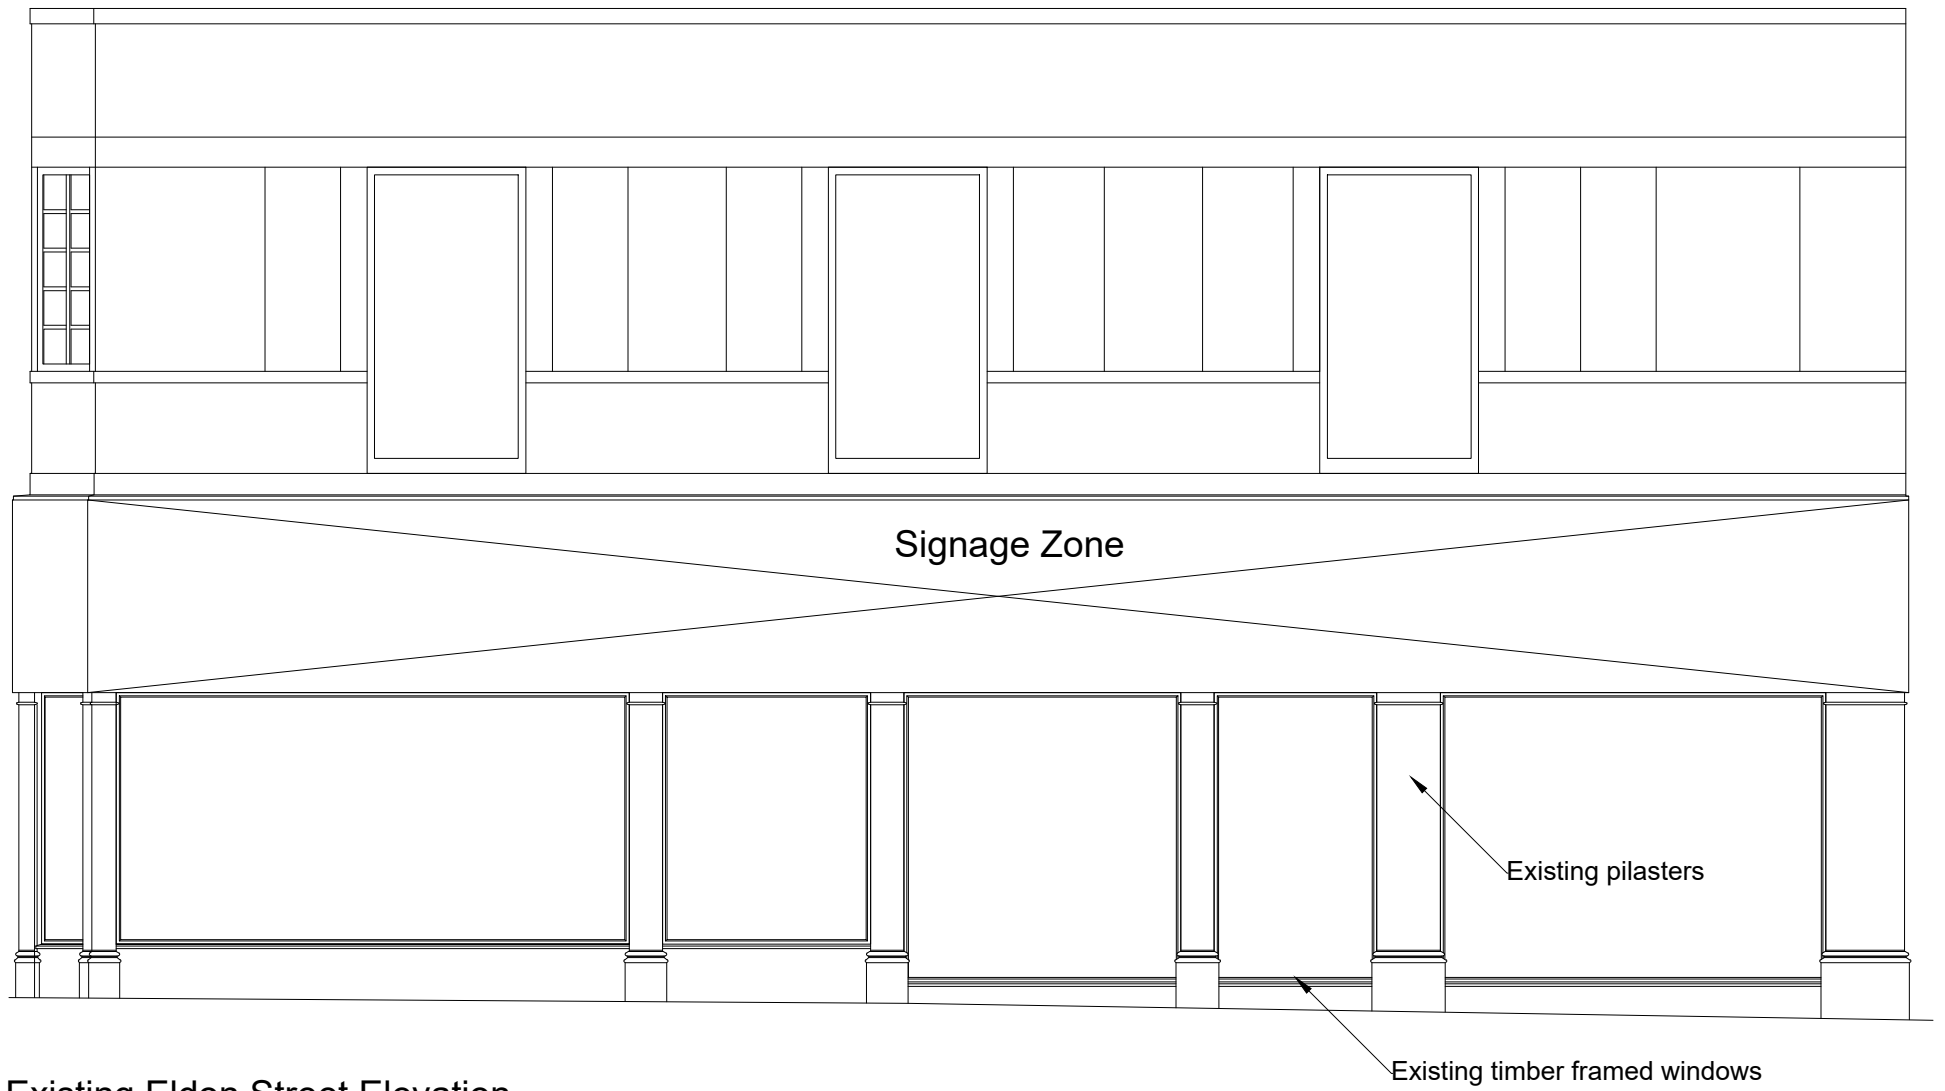 Signage Zone
Existing pilasters
Existing timber framed windows
Existing Eldon Street Elevation